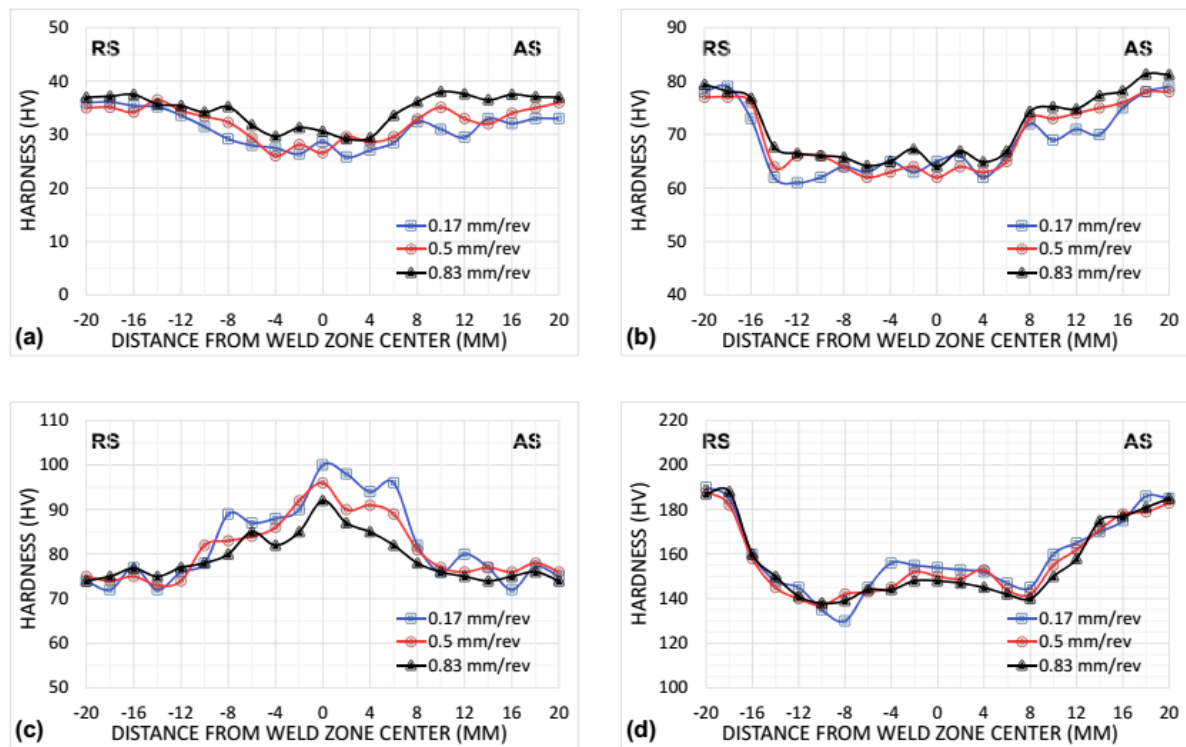 50
40
30
20
10
0
HARDNESS (HV)
RS
AS
0.17 mm/rev
0.5 mm/rev
0.83 mm/rev
-20 -16 -12 -8 -4 0 4 8 12 16 20
DISTANCE FROM WELD ZONE CENTER (MM)
(a)
90
80
70
60
50
40
HARDNESS (HV)
RS
AS
0.17 mm/rev
0.5 mm/rev
0.83 mm/rev
-20 -16 -12 -8 -4 0 4 8 12 16 20
DISTANCE FROM WELD ZONE CENTER (MM)
(b)
110
100
90
80
70
60
50
HARDNESS (HV)
RS
AS
0.17 mm/rev
0.5 mm/rev
0.83 mm/rev
-20 -16 -12 -8 -4 0 4 8 12 16 20
DISTANCE FROM WELD ZONE CENTER (MM)
(c)
220
200
180
160
140
120
100
HARDNESS (HV)
RS
AS
0.17 mm/rev
0.5 mm/rev
0.83 mm/rev
-20 -16 -12 -8 -4 0 4 8 12 16 20
DISTANCE FROM WELD ZONE CENTER (MM)
(d)